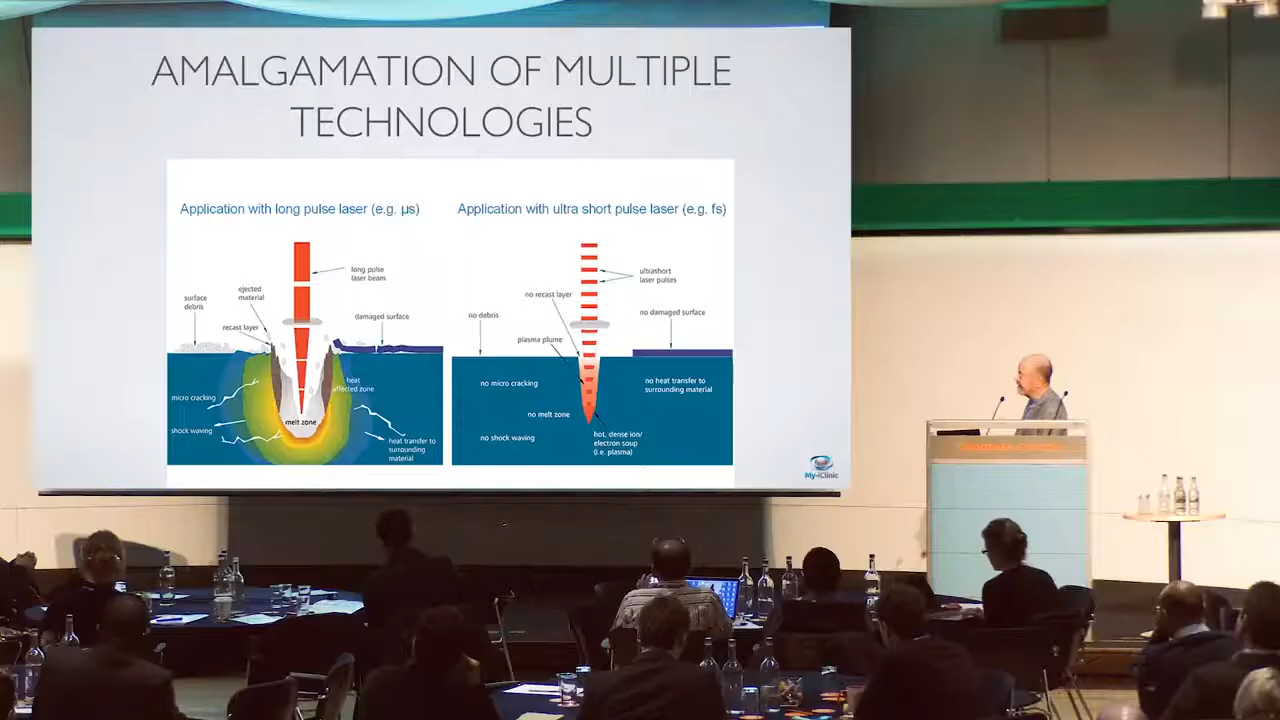 AMALGAMATION OF MULTIPLE
TECHNOLOGIES
Application with long pulse laser (e.g. µs)
long pulse
laser beam
ejected
material
surface
debris
recast layer
damaged surface
heat
affected zone
micro cracking
melt zone
shock waving
heat transfer to
surrounding
material
Application with ultra short pulse laser (e.g. fs)
ultrashort
laser pulses
no recast layer
no debris
no damaged surface
plasma plume
no micro cracking
no heat transfer to
surrounding material
no melt zone
no shock waving
hot, dense ion/
electron soup
(i.e. plasma)
My-iClinic